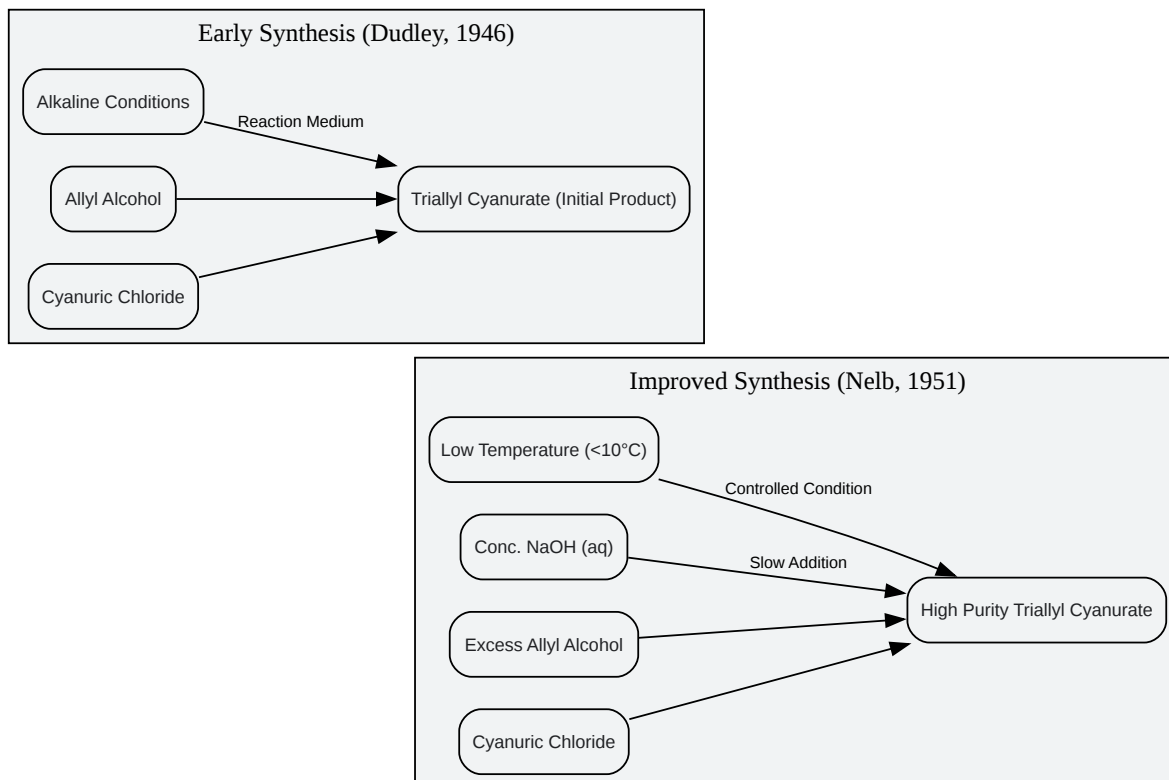 Early Synthesis (Dudley, 1946)
Alkaline Conditions
Reaction Medium
Allyl Alcohol
Triallyl Cyanurate (Initial Product)
Cyanuric Chloride
Improved Synthesis (Nelb, 1951)
Low Temperature (<10°C)
Controlled Condition
Conc. NaOH (aq)
Slow Addition
High Purity Triallyl Cyanurate
Excess Allyl Alcohol
Cyanuric Chloride